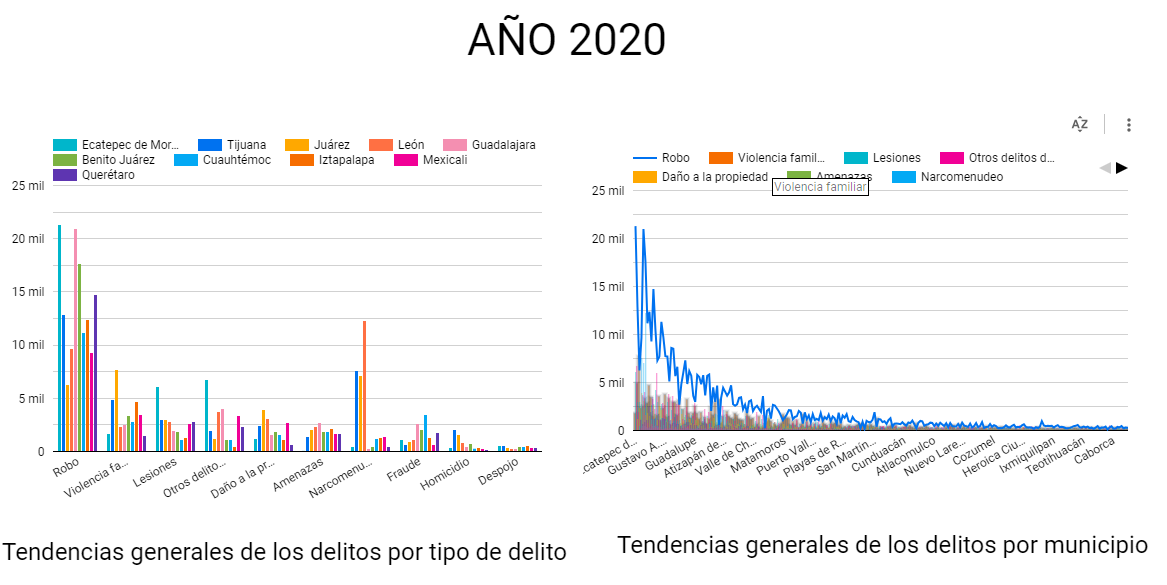 AÑO 2020
Ecatepec de Mor... Tijuana Juárez León Guadalajara
Benito Juárez Cuauhtémoc Iztapalapa Mexicali
Querétaro
25 mil
20 mil
15 mil
10 mil
5 mil
0
Robo Violencia fa... Lesiones Otros delito... Daño a la pr... Amenazas Narcomenu... Fraude Homicidio Despojo
Tendencias generales de los delitos por tipo de delito
AZ
Robo Violencia famil... Lesiones Otros delitos d...
Daño a la propiedad Amenazas Narcomenudeo
Violencia familiar
25 mil
20 mil
15 mil
10 mil
5 mil
0
...catepec d... Gustavo A.... Guadalupe Atizapán de... Valle de Ch... Matamoros Puerto Vall... Playas de R... San Martín... Cunduacán Atlacomulco Nuevo Lare... Cozumel Heroica Ciu... Ixmiquilpan Teotihuacán Caborca
Tendencias generales de los delitos por municipio